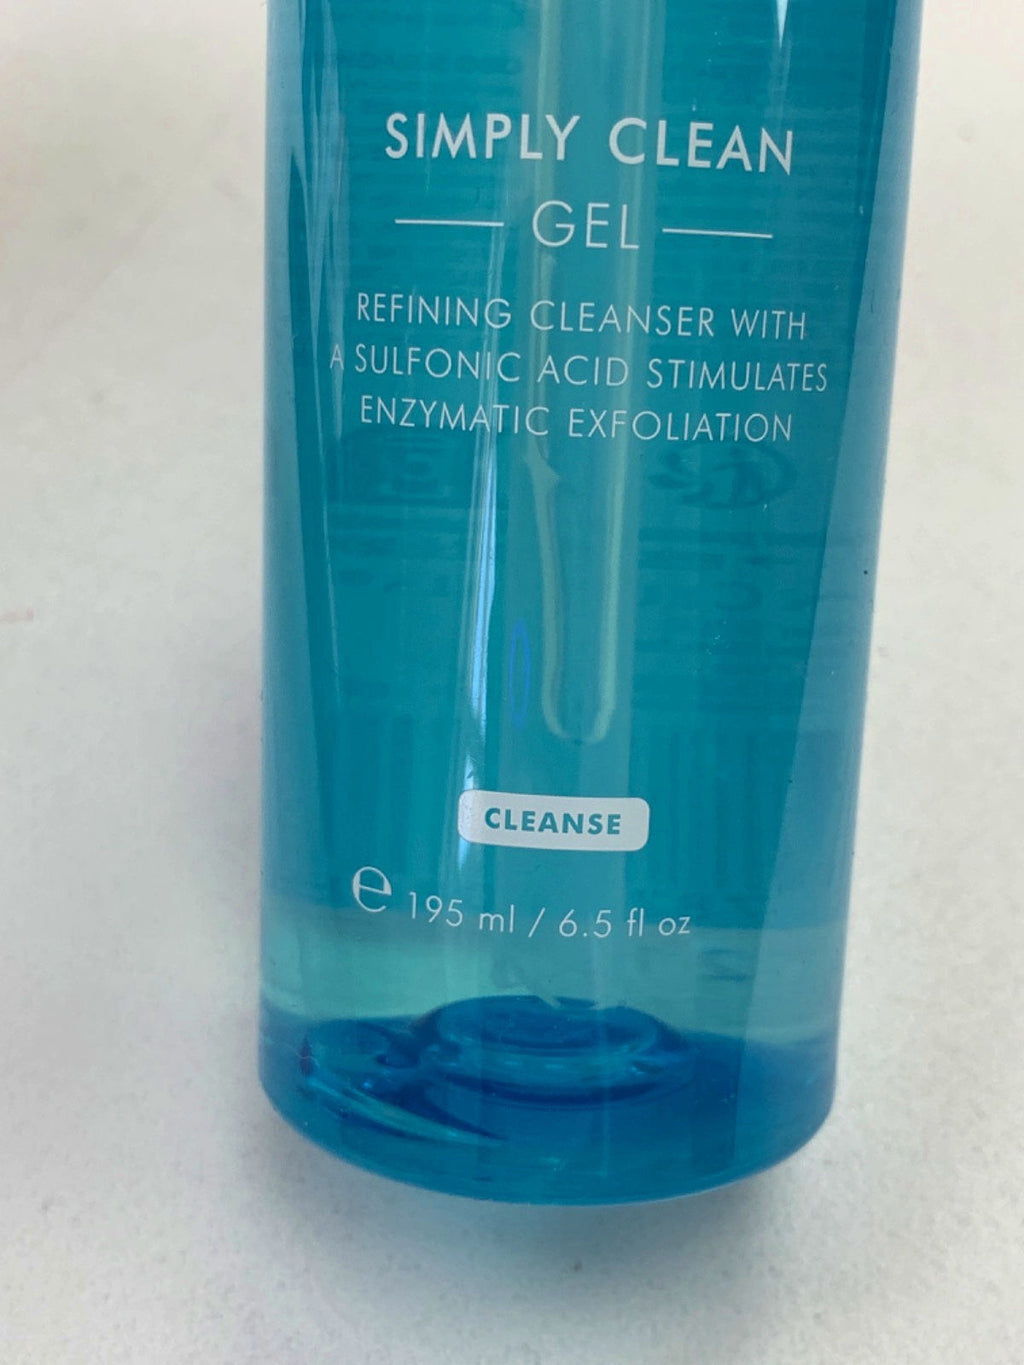 SIMPLY CLEAN
GEL
REFINING CLEANSER WITH
A SULFONIC ACID STIMULATES
ENZYMATIC EXFOLIATION
CLEANSE
℮ 195 ml / 6.5 fl oz